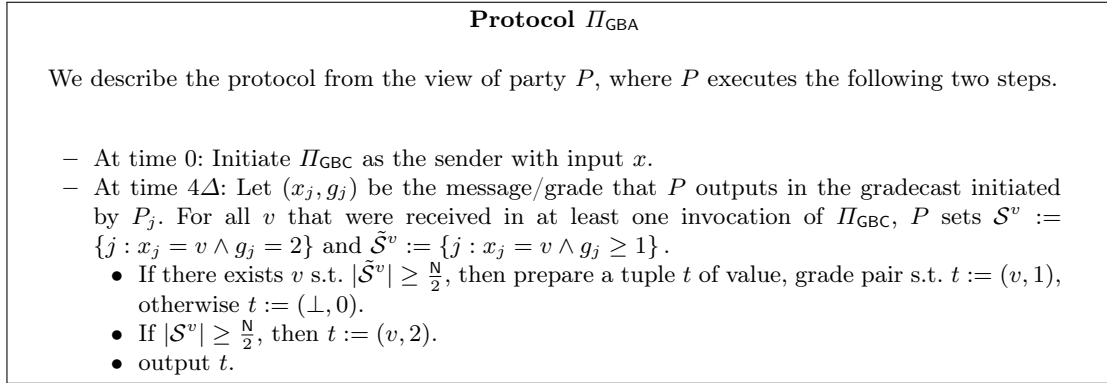 Protocol Π_GBA
We describe the protocol from the view of party P, where P executes the following two steps.
– At time 0: Initiate Π_GBC as the sender with input x.
– At time 4Δ: Let (x_j, g_j) be the message/grade that P outputs in the gradecast initiated
by P_j. For all v that were received in at least one invocation of Π_GBC, P sets 𝒮^v :=
{j : x_j = v ∧ g_j = 2} and 𝒮̃^v := {j : x_j = v ∧ g_j ≥ 1}.
• If there exists v s.t. |𝒮̃^v| ≥ N/2, then prepare a tuple t of value, grade pair s.t. t := (v, 1),
otherwise t := (⊥, 0).
• If |𝒮^v| ≥ N/2, then t := (v, 2).
• output t.